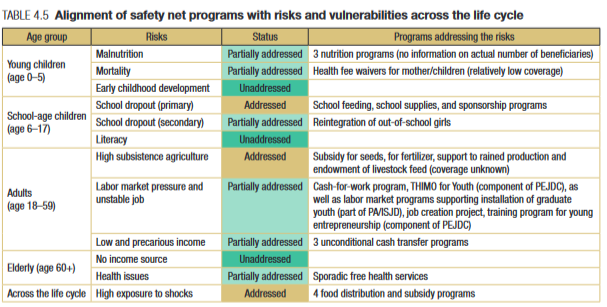 TABLE 4.5 Alignment of safety net programs with risks and vulnerabilities across the life cycle
Age group Risks Status Programs addressing the risks
Young children (age 0–5) Malnutrition Partially addressed 3 nutrition programs (no information on actual number of beneficiaries)
Mortality Partially addressed Health fee waivers for mother/children (relatively low coverage)
Early childhood development Unaddressed
School-age children (age 6–17) School dropout (primary) Addressed School feeding, school supplies, and sponsorship programs
School dropout (secondary) Partially addressed Reintegration of out-of-school girls
Literacy Unaddressed
Adults (age 18–59) High subsistence agriculture Addressed Subsidy for seeds, for fertilizer, support to rained production and
endowment of livestock feed (coverage unknown)
Labor market pressure and unstable job Partially addressed Cash-for-work program, THIMO for Youth (component of PEJDC), as
well as labor market programs supporting installation of graduate
youth (part of PA/ISJD), job creation project, training program for young
entrepreneurship (component of PEJDC)
Low and precarious income Partially addressed 3 unconditional cash transfer programs
Elderly (age 60+) No income source Unaddressed
Health issues Partially addressed Sporadic free health services
Across the life cycle High exposure to shocks Addressed 4 food distribution and subsidy programs